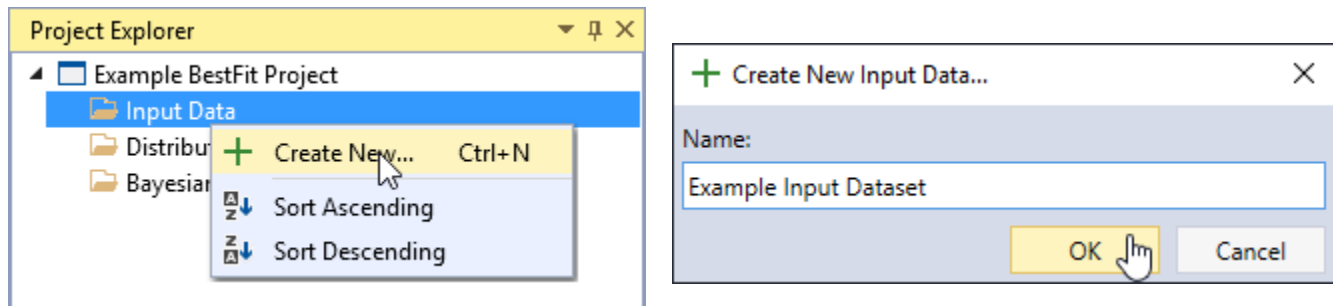 Project Explorer
Example BestFit Project
Input Data
Distribu
Bayesian
Create New... Ctrl+N
Sort Ascending
Sort Descending
Create New Input Data...
Name:
Example Input Dataset
OK Cancel